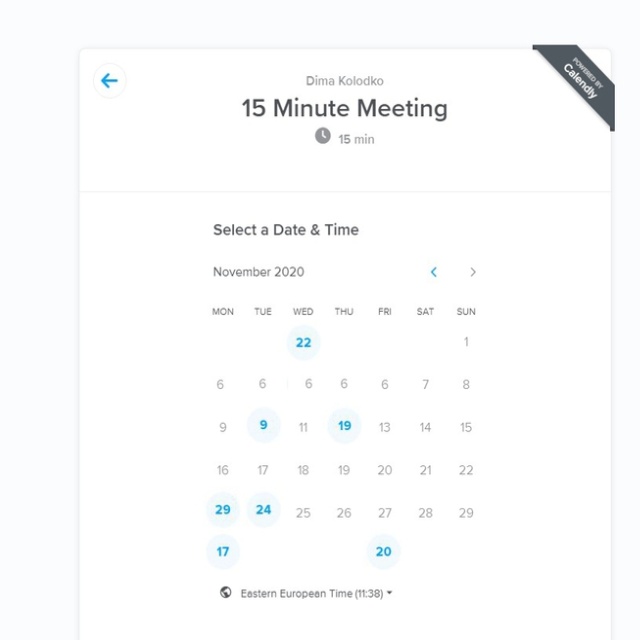 POWERED BY
Calendly
Dima Kolodko
15 Minute Meeting
15 min
Select a Date & Time
November 2020
MON TUE WED THU FRI SAT SUN
22 1
6 6 6 6 6 7 8
9 9 11 19 13 14 15
16 17 18 19 20 21 22
29 24 25 26 27 28 29
17 20
Eastern European Time (11:38)